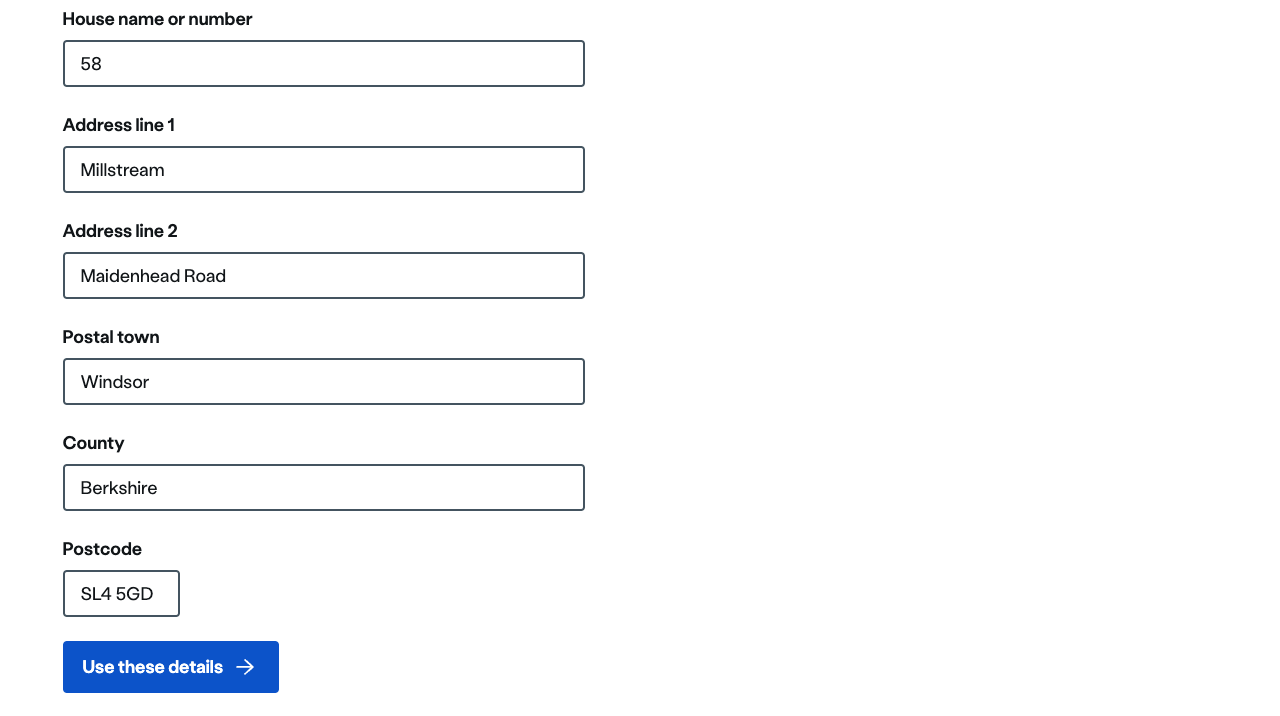 House name or number
58
Address line 1
Millstream
Address line 2
Maidenhead Road
Postal town
Windsor
County
Berkshire
Postcode
SL4 5GD
Use these details